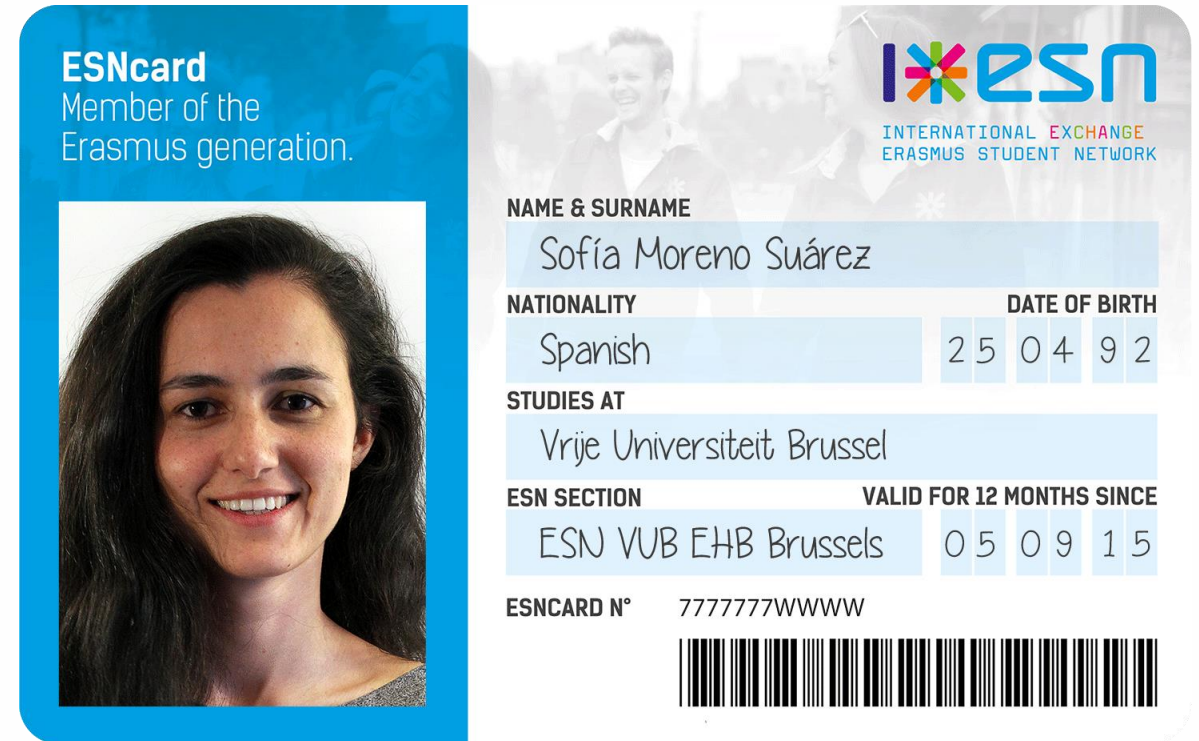 ESNcard
Member of the
Erasmus generation.
esn
INTERNATIONAL EXCHANGE
ERASMUS STUDENT NETWORK
NAME & SURNAME
Sofía Moreno Suárez
NATIONALITY DATE OF BIRTH
Spanish 25 04 92
STUDIES AT
Vrije Universiteit Brussel
ESN SECTION VALID FOR 12 MONTHS SINCE
ESN VUB EHB Brussels 05 09 15
ESNCARD N° 7777777WWWW